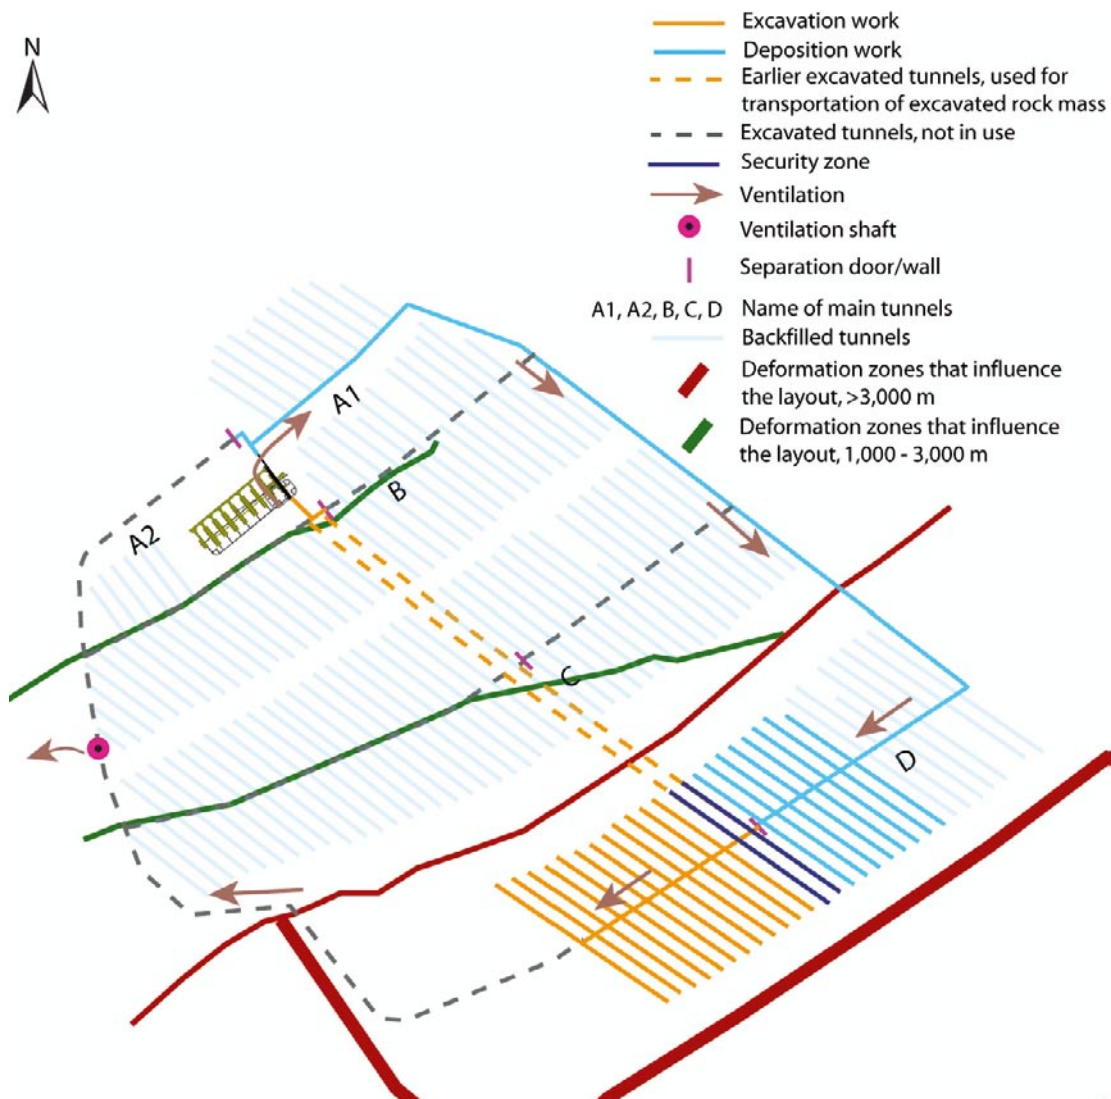 N
Excavation work
Deposition work
Earlier excavated tunnels, used for
transportation of excavated rock mass
Excavated tunnels, not in use
Security zone
Ventilation
Ventilation shaft
Separation door/wall
A1, A2, B, C, D Name of main tunnels
Backfilled tunnels
Deformation zones that influence
the layout, >3,000 m
Deformation zones that influence
the layout, 1,000 - 3,000 m
A1
B
A2
C
D